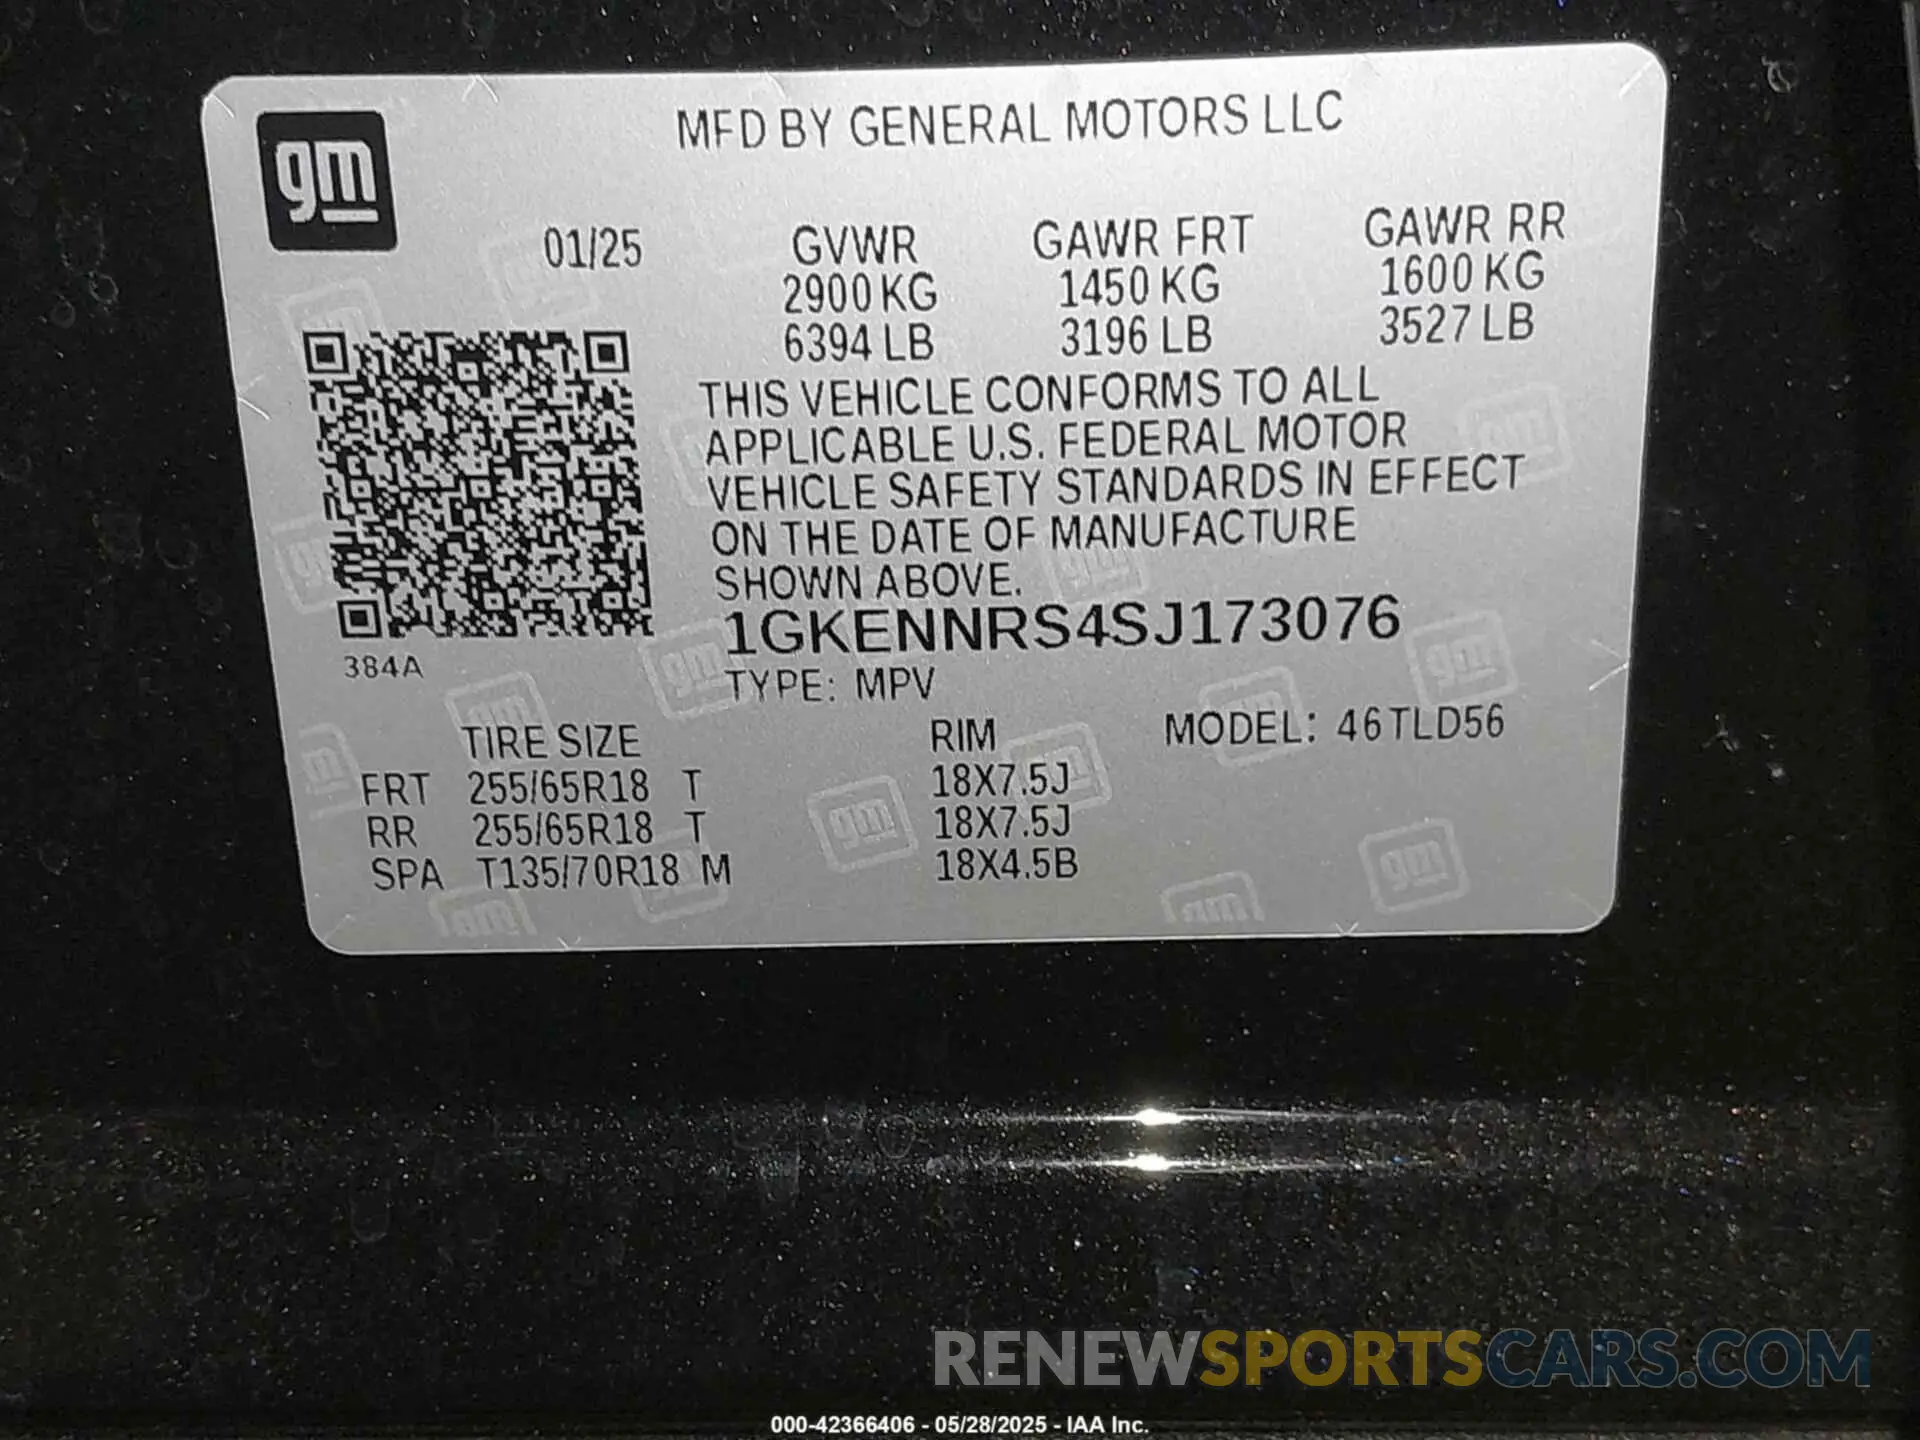 gm
MFD BY GENERAL MOTORS LLC
01/25 GVWR GAWR FRT GAWR RR
2900 KG 1450 KG 1600 KG
6394 LB 3196 LB 3527 LB
THIS VEHICLE CONFORMS TO ALL
APPLICABLE U.S. FEDERAL MOTOR
VEHICLE SAFETY STANDARDS IN EFFECT
ON THE DATE OF MANUFACTURE
SHOWN ABOVE.
1GKENNRS4SJ173076
384A
TYPE: MPV
TIRE SIZE RIM MODEL: 46TLD56
FRT 255/65R18 T 18X7.5J
RR 255/65R18 T 18X7.5J
SPA T135/70R18 M 18X4.5B
RENEWSPORTSCARS.COM
000-42366406 - 05/28/2025 - IAA Inc.